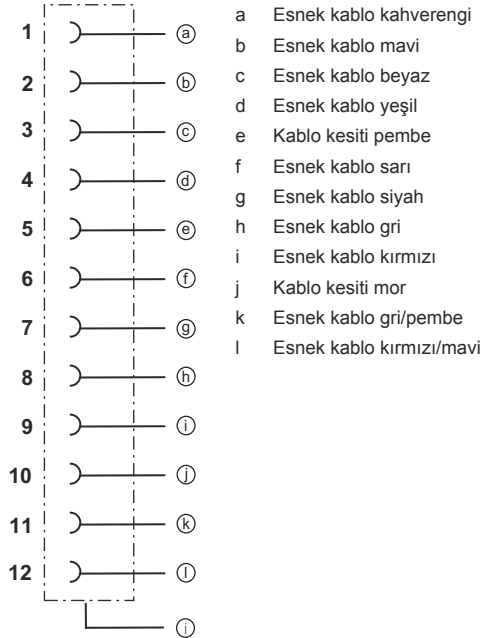 1 a
2 b
3 c
4 d
5 e
6 f
7 g
8 h
9 i
10 j
11 k
12 l
i
a Esnek kablo kahverengi
b Esnek kablo mavi
c Esnek kablo beyaz
d Esnek kablo yeşil
e Kablo kesiti pembe
f Esnek kablo sarı
g Esnek kablo siyah
h Esnek kablo gri
i Esnek kablo kırmızı
j Kablo kesiti mor
k Esnek kablo gri/pembe
l Esnek kablo kırmızı/mavi